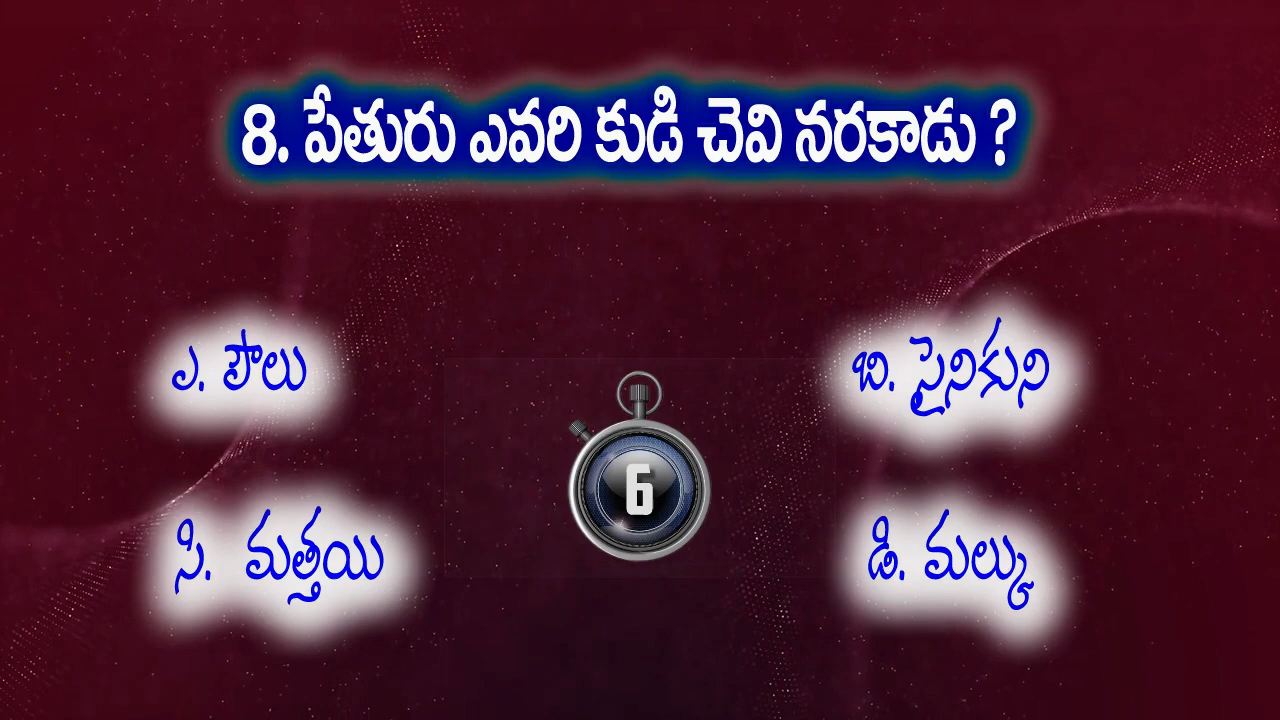 8. పేతురు ఎవరి కుడి చెవి నరకాడు ?
ఎ. పౌలు
బి. సైనికుని
6
సి. మత్తయి
డి. మల్కు